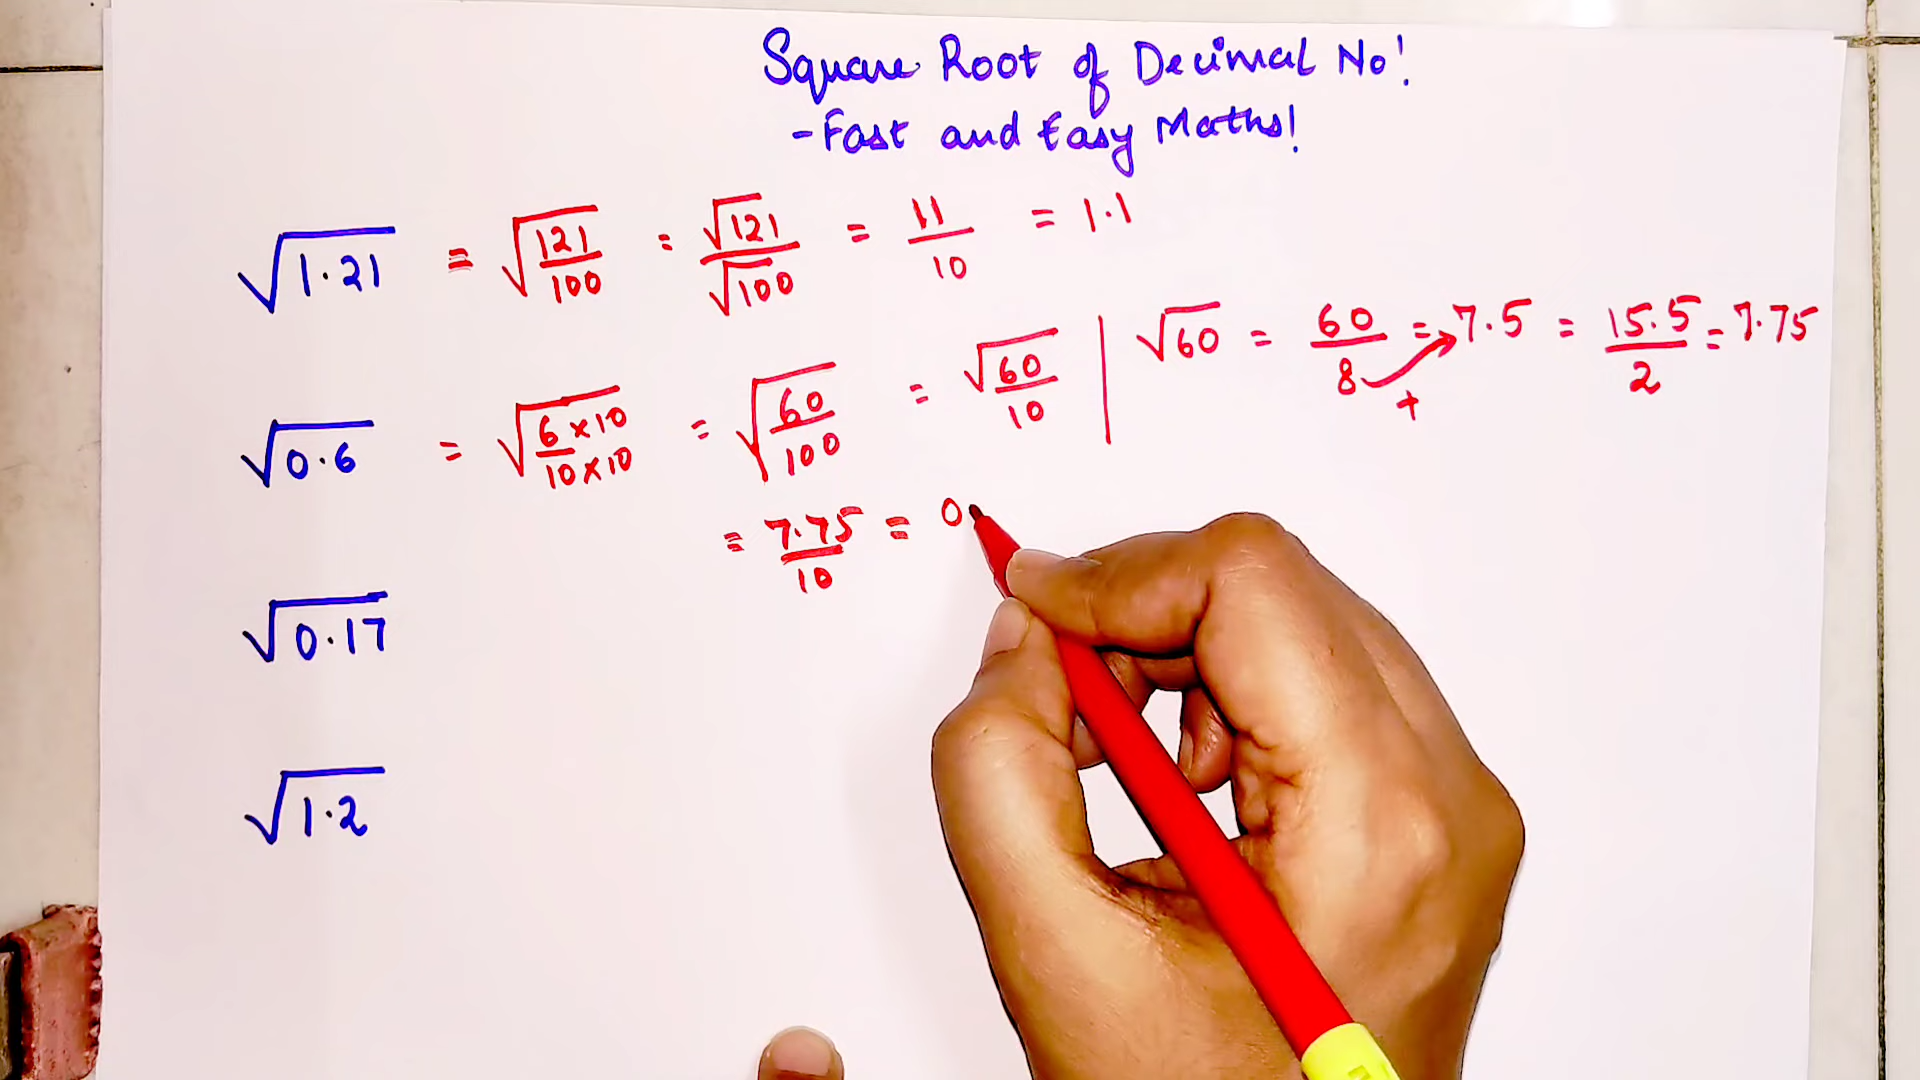 Square Root of Decimal No!
- Fast and Easy Maths!
√1.21 = √(121/100) = √121/√100 = 11/10 = 1.1
√0.6 = √(6×10/10×10) = √(60/100) = √60/10 | √60 = 60/8 = 7.5 = 15.5/2 = 7.75
+
= 7.75/10 = 0
√0.17
√1.2